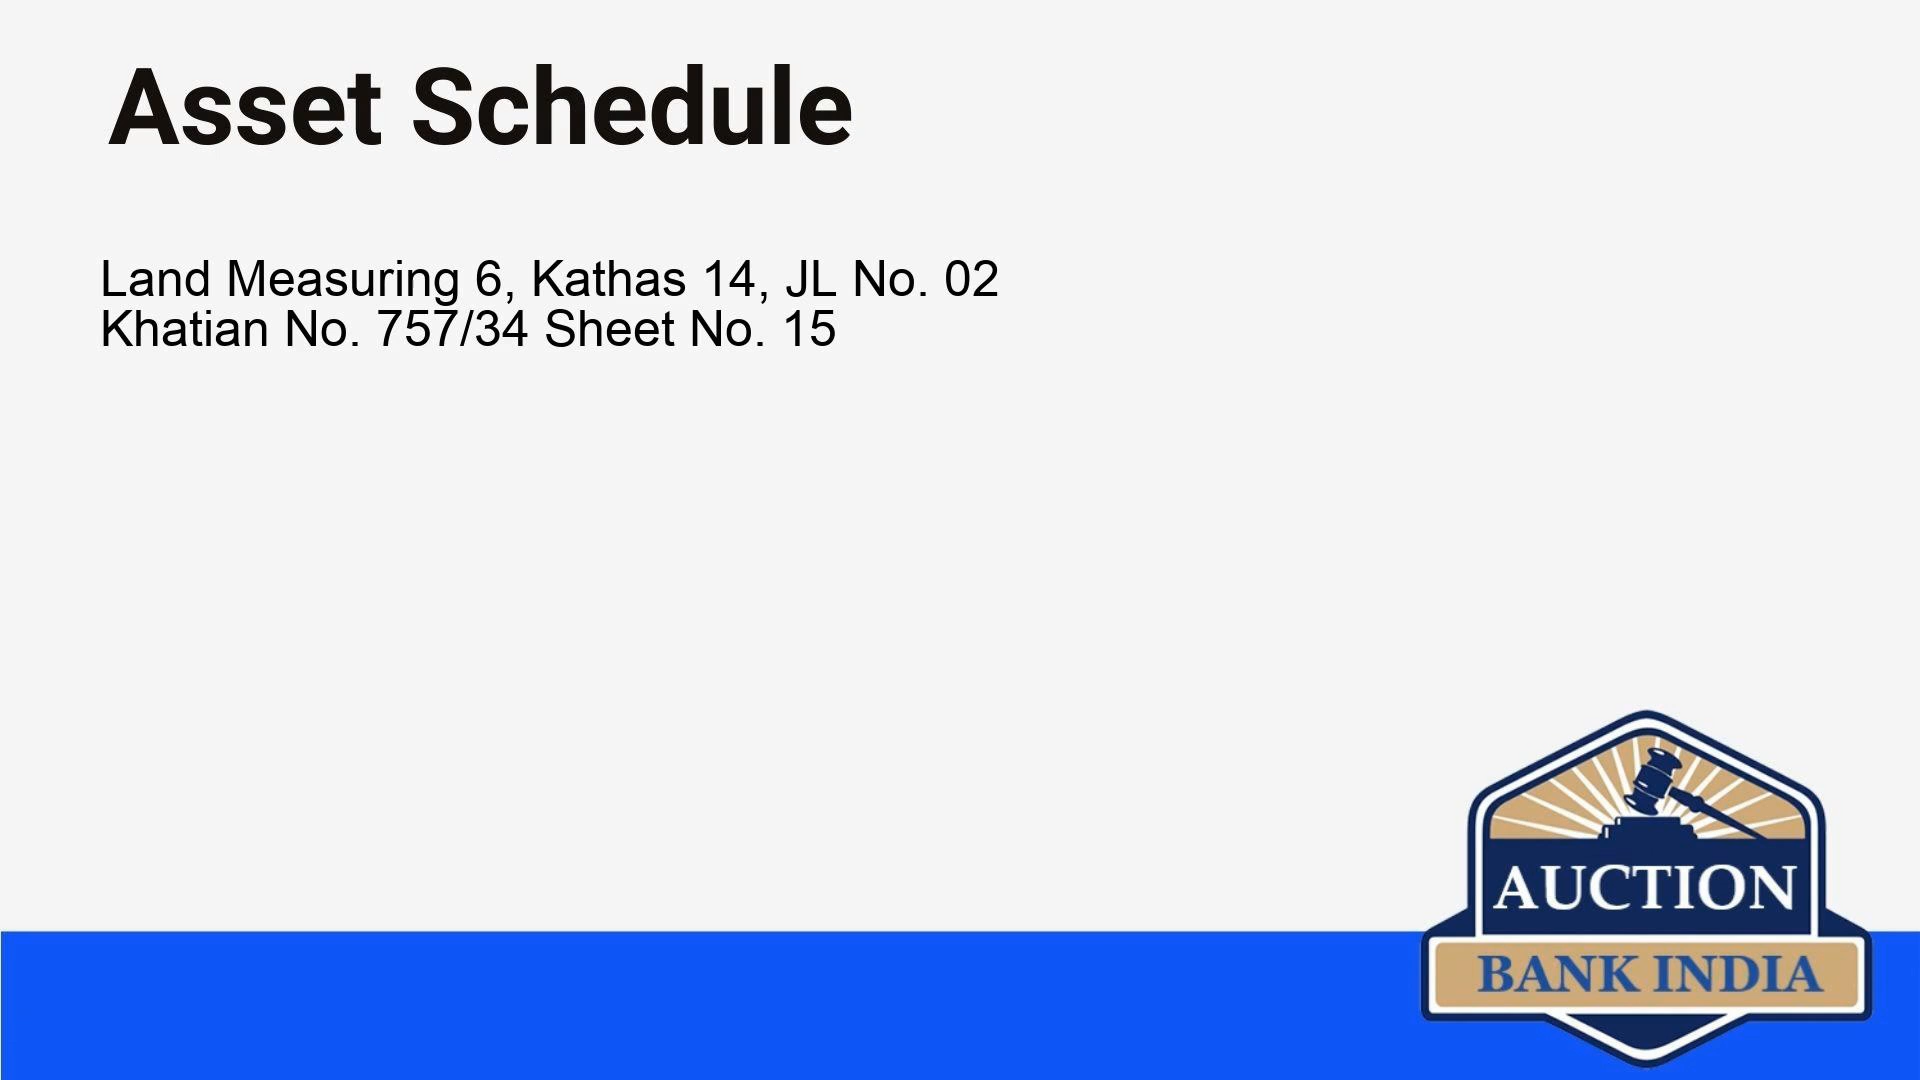 Asset Schedule
Land Measuring 6, Kathas 14, JL No. 02
Khatian No. 757/34 Sheet No. 15
AUCTION
BANK INDIA